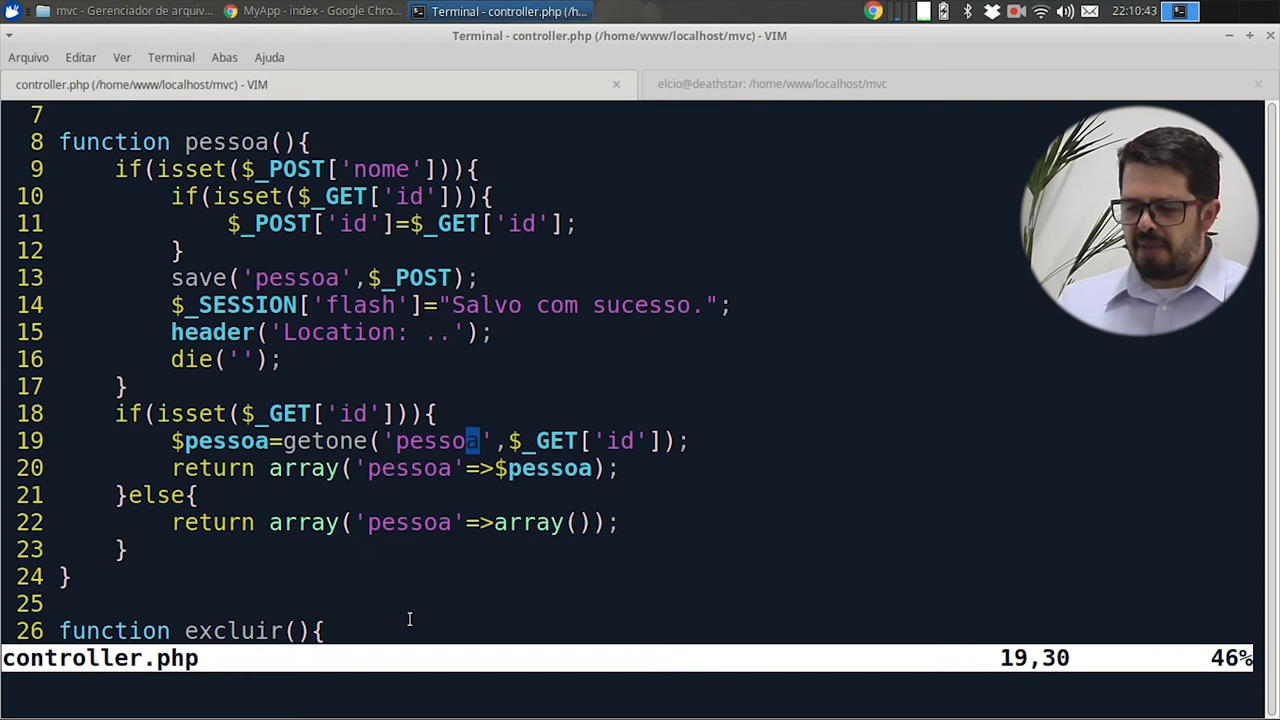 mvc - Gerenciador de arquiv...
MyApp - index - Google Chro...
Terminal - controller.php (/h...
22:10:43
Terminal - controller.php (/home/www/localhost/mvc) - VIM
Arquivo Editar Ver Terminal Abas Ajuda
controller.php (/home/www/localhost/mvc) - VIM
elcio@deathstar: /home/www/localhost/mvc
7
8 function pessoa(){
9     if(isset($_POST['nome'])){
10         if(isset($_GET['id'])){
11             $_POST['id']=$_GET['id'];
12         }
13         save('pessoa',$_POST);
14         $_SESSION['flash']="Salvo com sucesso.";
15         header('Location: ..');
16         die('');
17     }
18     if(isset($_GET['id'])){
19         $pessoa=getone('pessoa',$_GET['id']);
20         return array('pessoa'=>$pessoa);
21     }else{
22         return array('pessoa'=>array());
23     }
24 }
25
26 function excluir(){
controller.php 19,30 46%